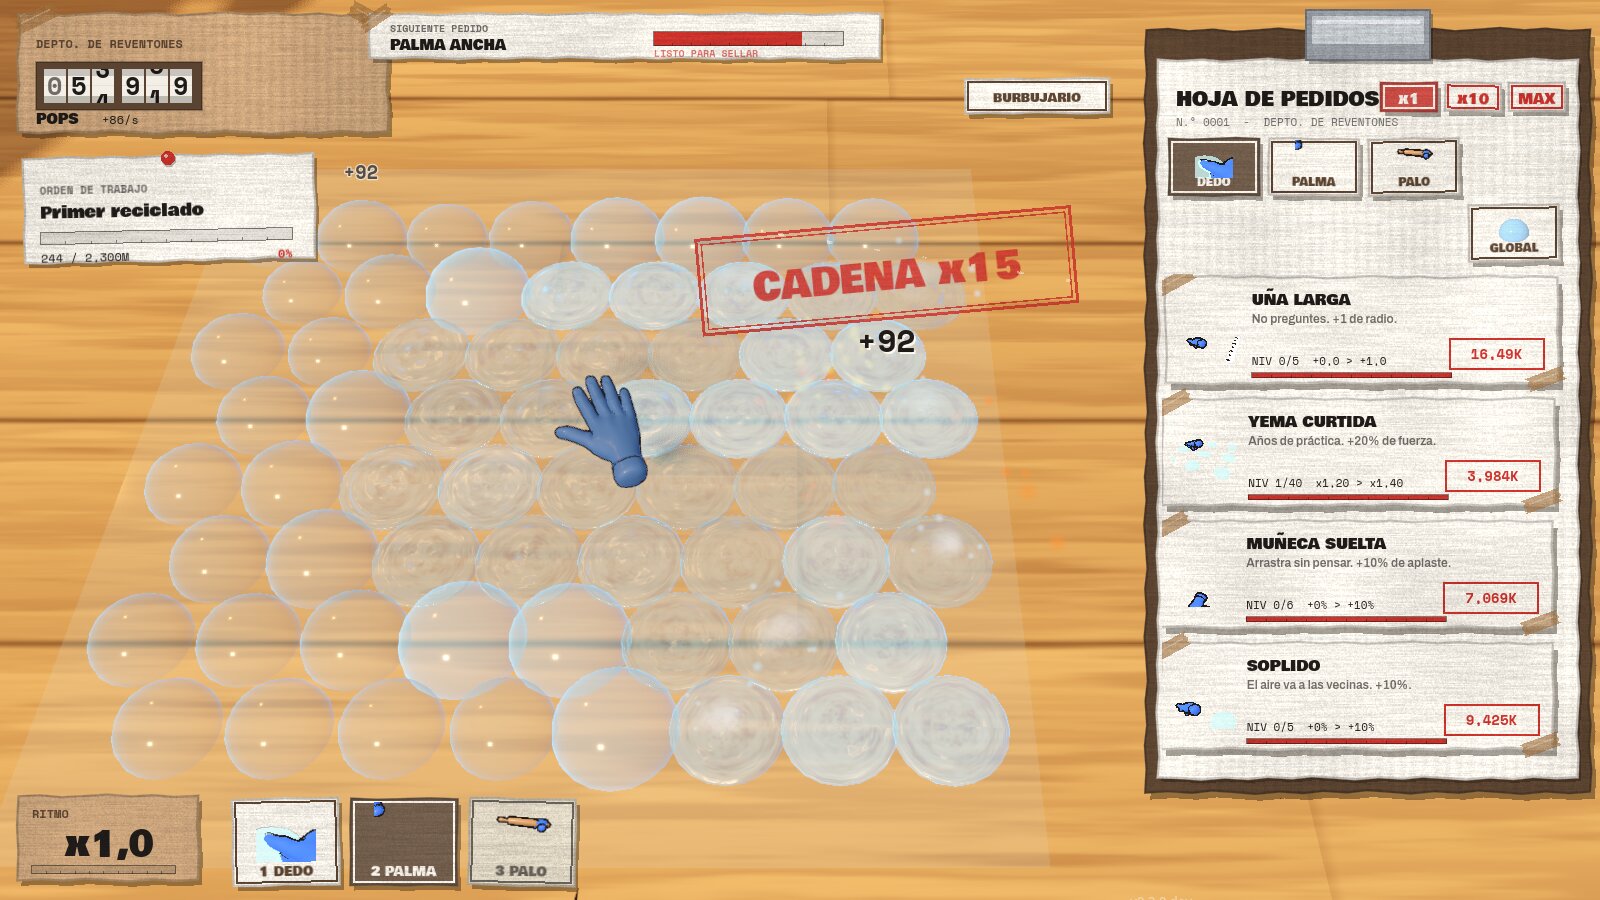 DEPTO. DE REVENTONES
POPS +86/s
SIGUIENTE PEDIDO
PALMA ANCHA
LISTO PARA SELLAR
BURBUJARIO
ORDEN DE TRABAJO
Primer reciclado
244 / 2,300M
0%
+92
CADENA x15
+92
HOJA DE PEDIDOS
x1
x10
MAX
N.° 0001 - DEPTO. DE REVENTONES
DEDO
PALMA
PALO
GLOBAL
UÑA LARGA
No preguntes. +1 de radio.
NIV 0/5 +0,0 > +1,0
16,49K
YEMA CURTIDA
Años de práctica. +20% de fuerza.
NIV 1/40 x1,20 > x1,40
3,984K
MUÑECA SUELTA
Arrastra sin pensar. +10% de aplaste.
NIV 0/6 +0% > +10%
7,069K
SOPLIDO
El aire va a las vecinas. +10%.
NIV 0/5 +0% > +10%
9,425K
RITMO
x1,0
1 DEDO
2 PALMA
3 PALO